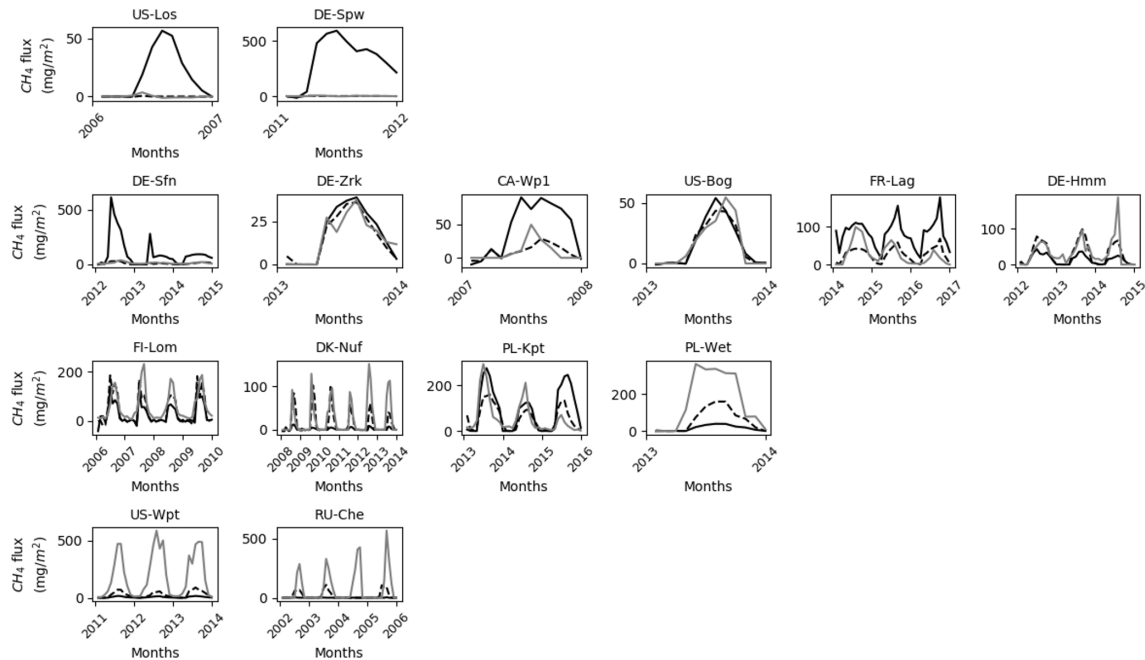 US-Los DE-Spw
CH4 flux
(mg/m2)
50
0
500
0
2006 2007 2011 2012
Months Months
DE-Sfn DE-Zrk CA-Wp1 US-Bog FR-Lag DE-Hmm
500
0
25
0
50
0
50
0
100
0
100
0
2012 2013 2014 2015 2013 2014 2007 2008 2013 2014 2014 2015 2016 2017 2012 2013 2014 2015
Months Months Months Months Months Months
FI-Lom DK-Nuf PL-Kpt PL-Wet
CH4 flux
(mg/m2)
200
0
100
0
200
0
200
0
2006 2007 2008 2009 2010 2008 2009 2010 2011 2012 2013 2014 2013 2014 2015 2016 2013 2014
Months Months Months Months
US-Wpt RU-Che
CH4 flux
(mg/m2)
500
0
500
0
2011 2012 2013 2014 2002 2003 2004 2005 2006
Months Months